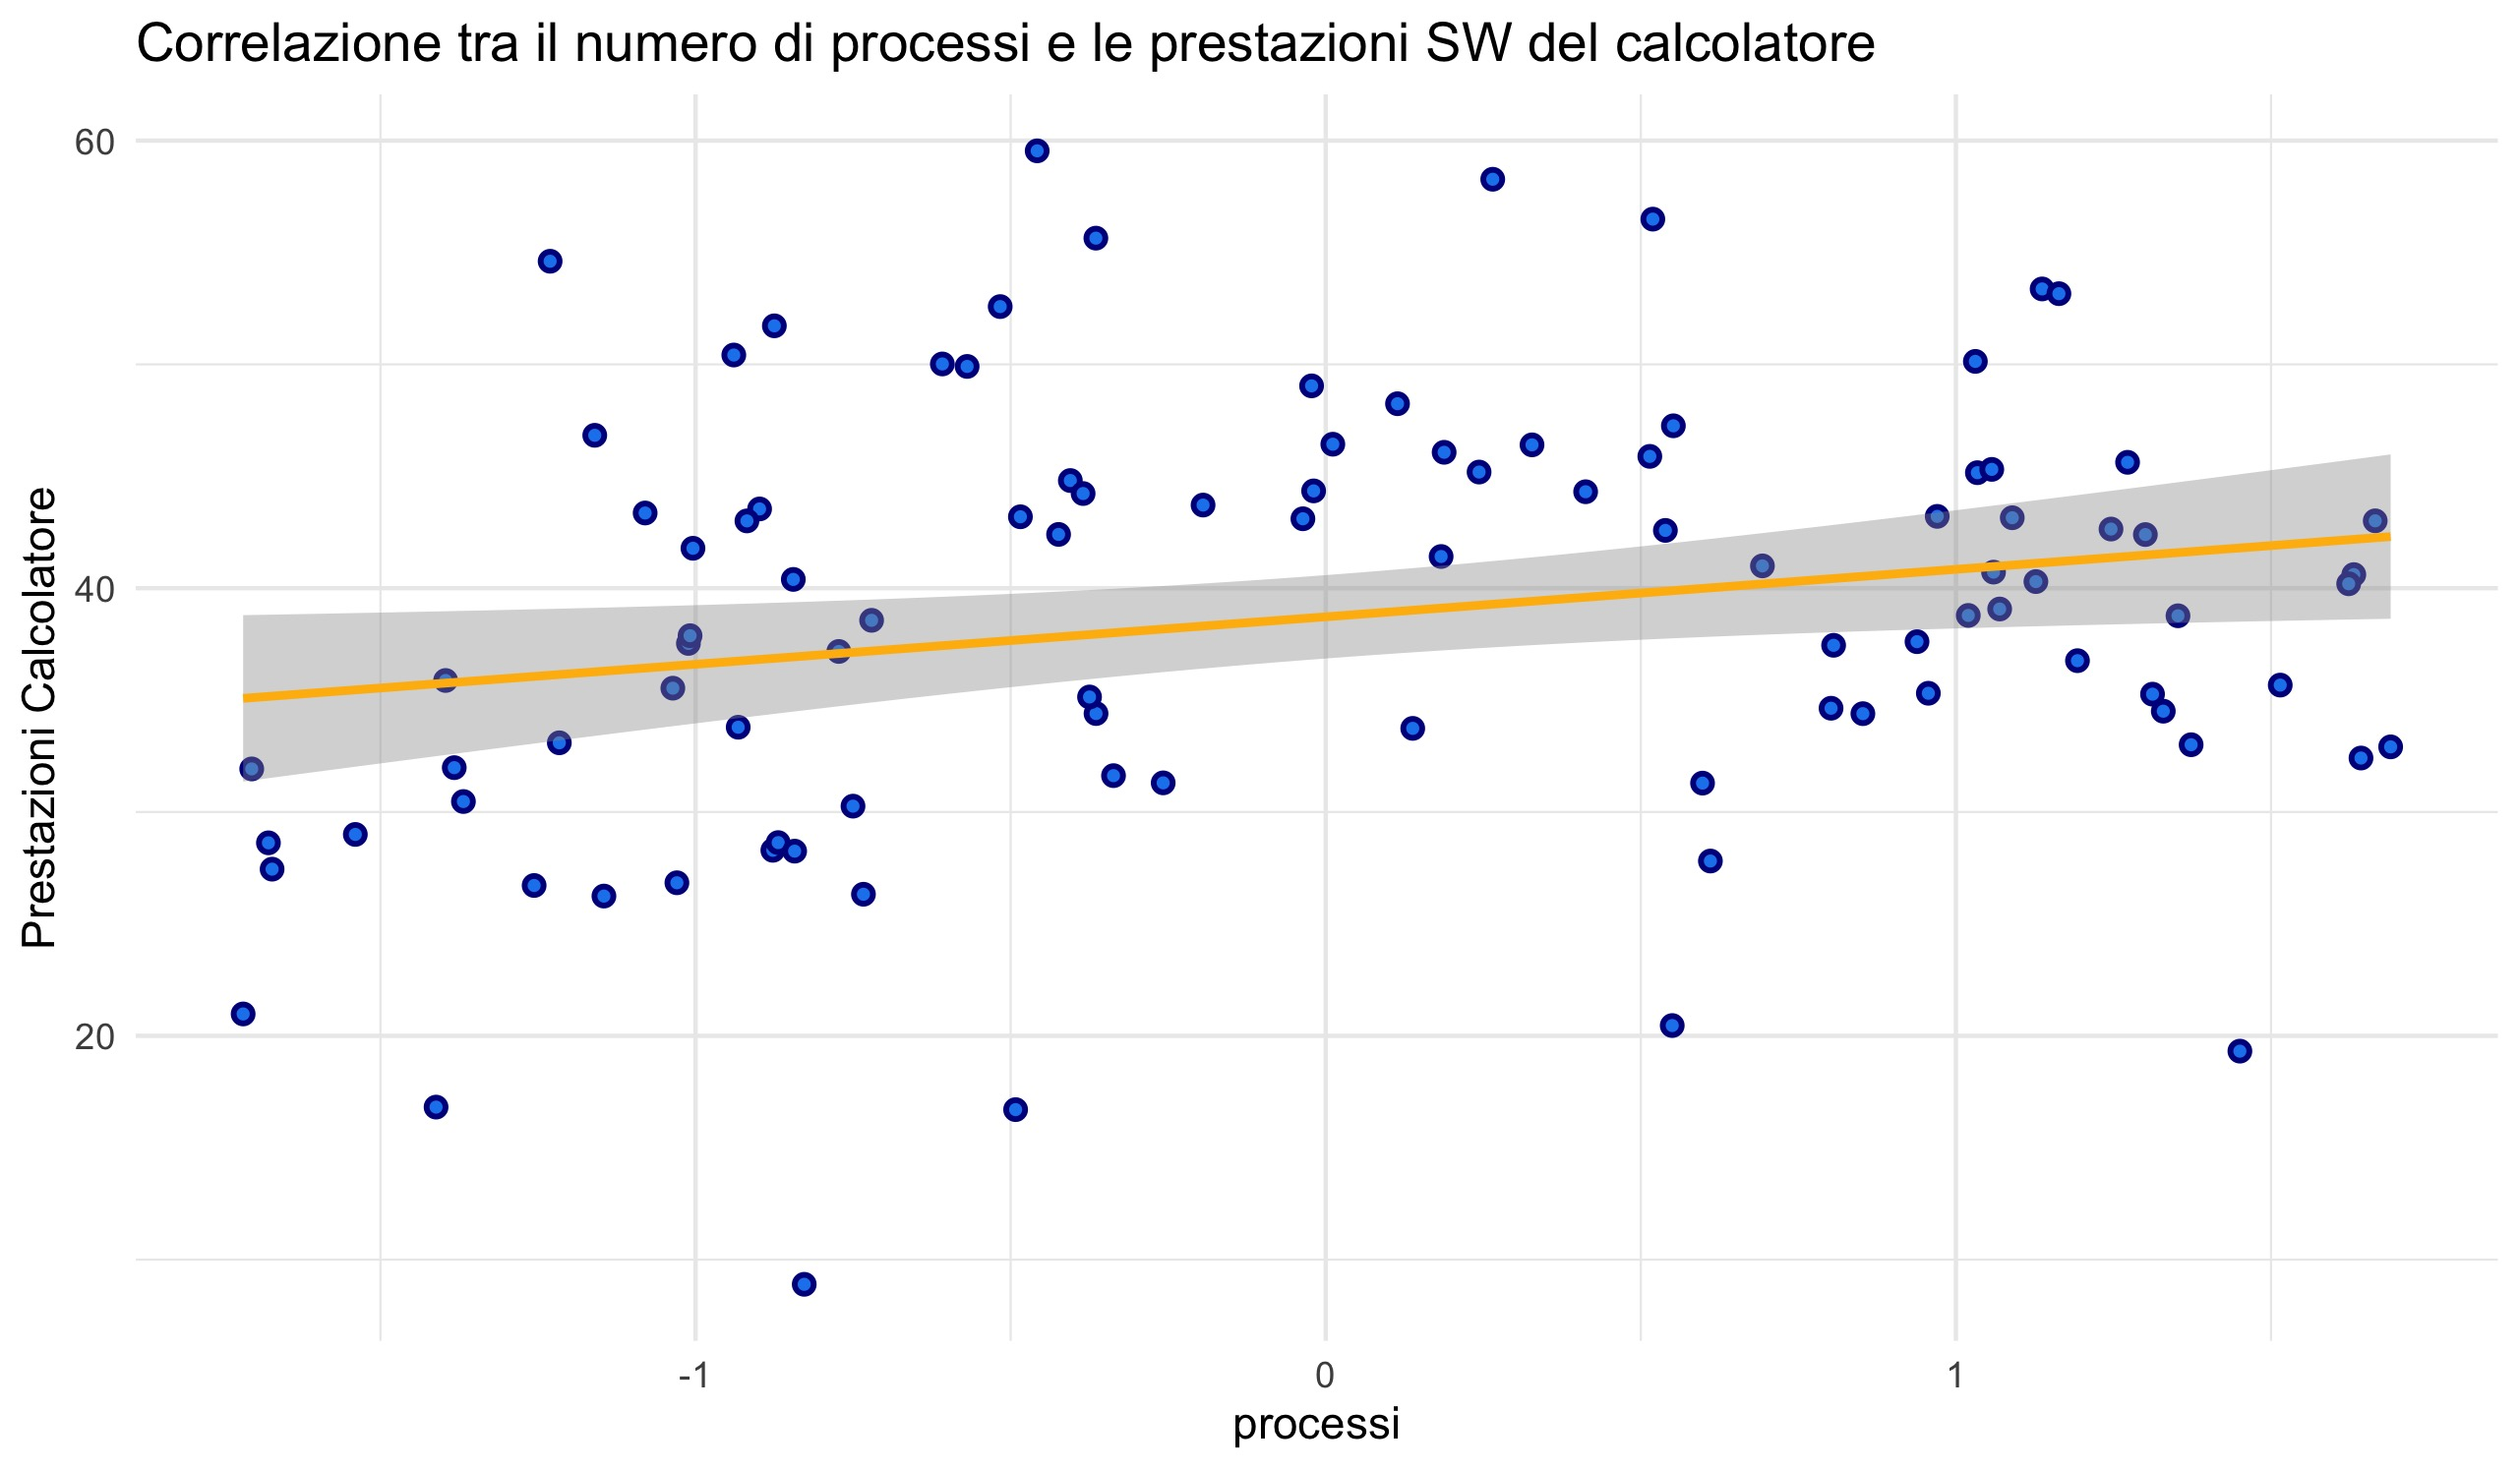 Correlazione tra il numero di processi e le prestazioni SW del calcolatore
60
40
20
Prestazioni Calcolatore
-1
0
1
processi